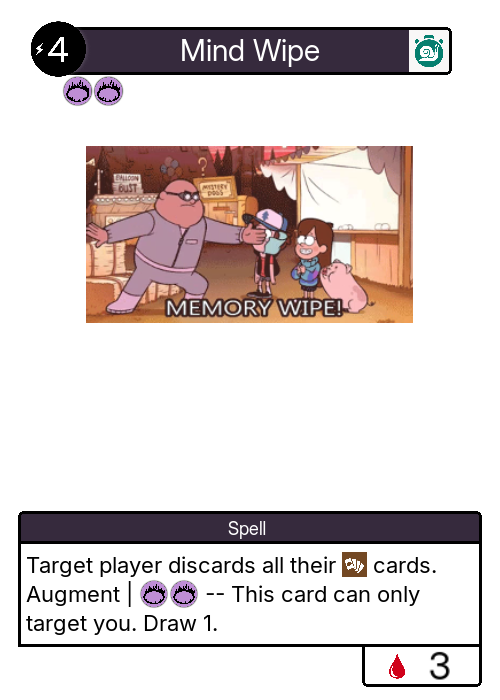 4
Mind Wipe
BALLOON
BUST
?
MYSTERY
DOGS
MEMORY WIPE!
Spell
Target player discards all their cards.
Augment | -- This card can only
target you. Draw 1.
3